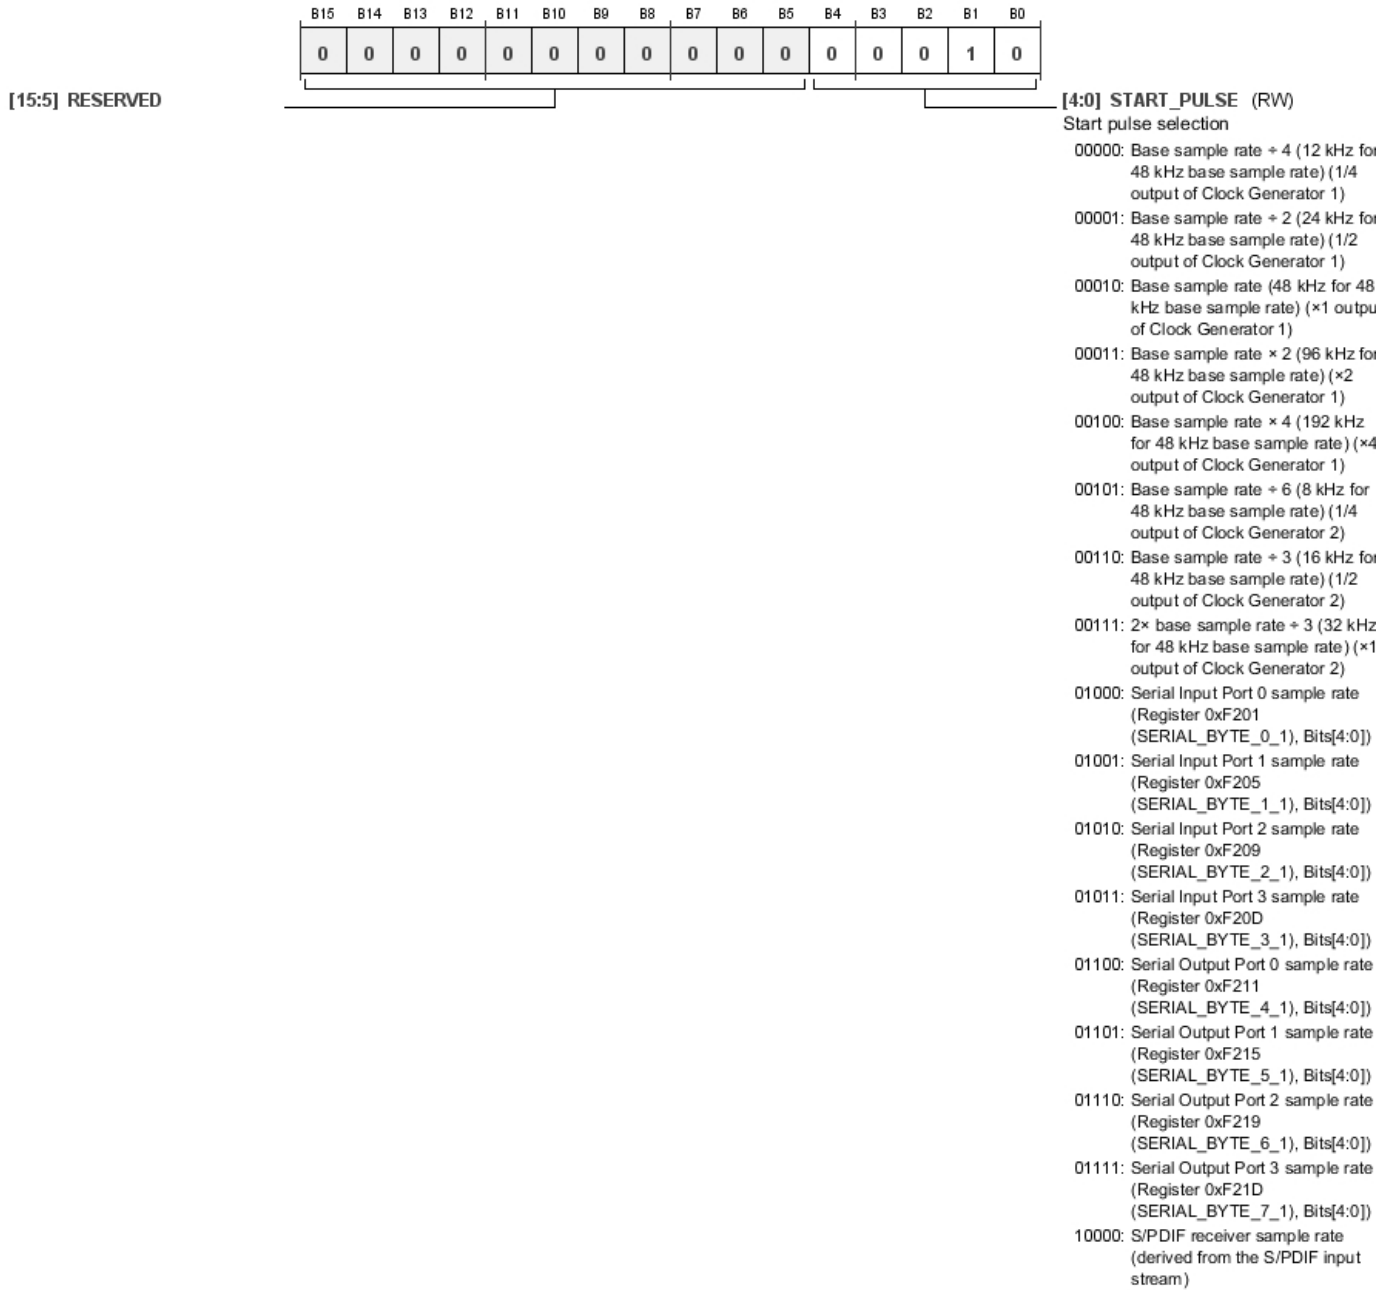 B15 B14 B13 B12 B11 B10 B9 B8 B7 B6 B5 B4 B3 B2 B1 B0
0 0 0 0 0 0 0 0 0 0 0 0 0 0 1 0
[15:5] RESERVED
[4:0] START_PULSE (RW)
Start pulse selection
00000: Base sample rate ÷ 4 (12 kHz for
48 kHz base sample rate) (1/4
output of Clock Generator 1)
00001: Base sample rate ÷ 2 (24 kHz for
48 kHz base sample rate) (1/2
output of Clock Generator 1)
00010: Base sample rate (48 kHz for 48
kHz base sample rate) (×1 outpu
of Clock Generator 1)
00011: Base sample rate × 2 (96 kHz for
48 kHz base sample rate) (×2
output of Clock Generator 1)
00100: Base sample rate × 4 (192 kHz
for 48 kHz base sample rate) (×4
output of Clock Generator 1)
00101: Base sample rate ÷ 6 (8 kHz for
48 kHz base sample rate) (1/4
output of Clock Generator 2)
00110: Base sample rate ÷ 3 (16 kHz for
48 kHz base sample rate) (1/2
output of Clock Generator 2)
00111: 2× base sample rate ÷ 3 (32 kHz
for 48 kHz base sample rate) (×1
output of Clock Generator 2)
01000: Serial Input Port 0 sample rate
(Register 0xF201
(SERIAL_BYTE_0_1), Bits[4:0])
01001: Serial Input Port 1 sample rate
(Register 0xF205
(SERIAL_BYTE_1_1), Bits[4:0])
01010: Serial Input Port 2 sample rate
(Register 0xF209
(SERIAL_BYTE_2_1), Bits[4:0])
01011: Serial Input Port 3 sample rate
(Register 0xF20D
(SERIAL_BYTE_3_1), Bits[4:0])
01100: Serial Output Port 0 sample rate
(Register 0xF211
(SERIAL_BYTE_4_1), Bits[4:0])
01101: Serial Output Port 1 sample rate
(Register 0xF215
(SERIAL_BYTE_5_1), Bits[4:0])
01110: Serial Output Port 2 sample rate
(Register 0xF219
(SERIAL_BYTE_6_1), Bits[4:0])
01111: Serial Output Port 3 sample rate
(Register 0xF21D
(SERIAL_BYTE_7_1), Bits[4:0])
10000: S/PDIF receiver sample rate
(derived from the S/PDIF input
stream)